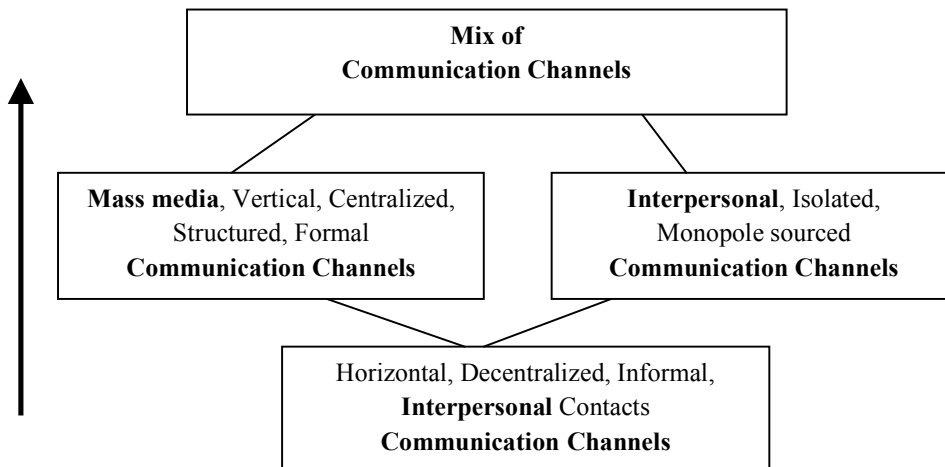 Mix of
Communication Channels
Mass media, Vertical, Centralized,
Structured, Formal
Communication Channels
Interpersonal, Isolated,
Monopole sourced
Communication Channels
Horizontal, Decentralized, Informal,
Interpersonal Contacts
Communication Channels